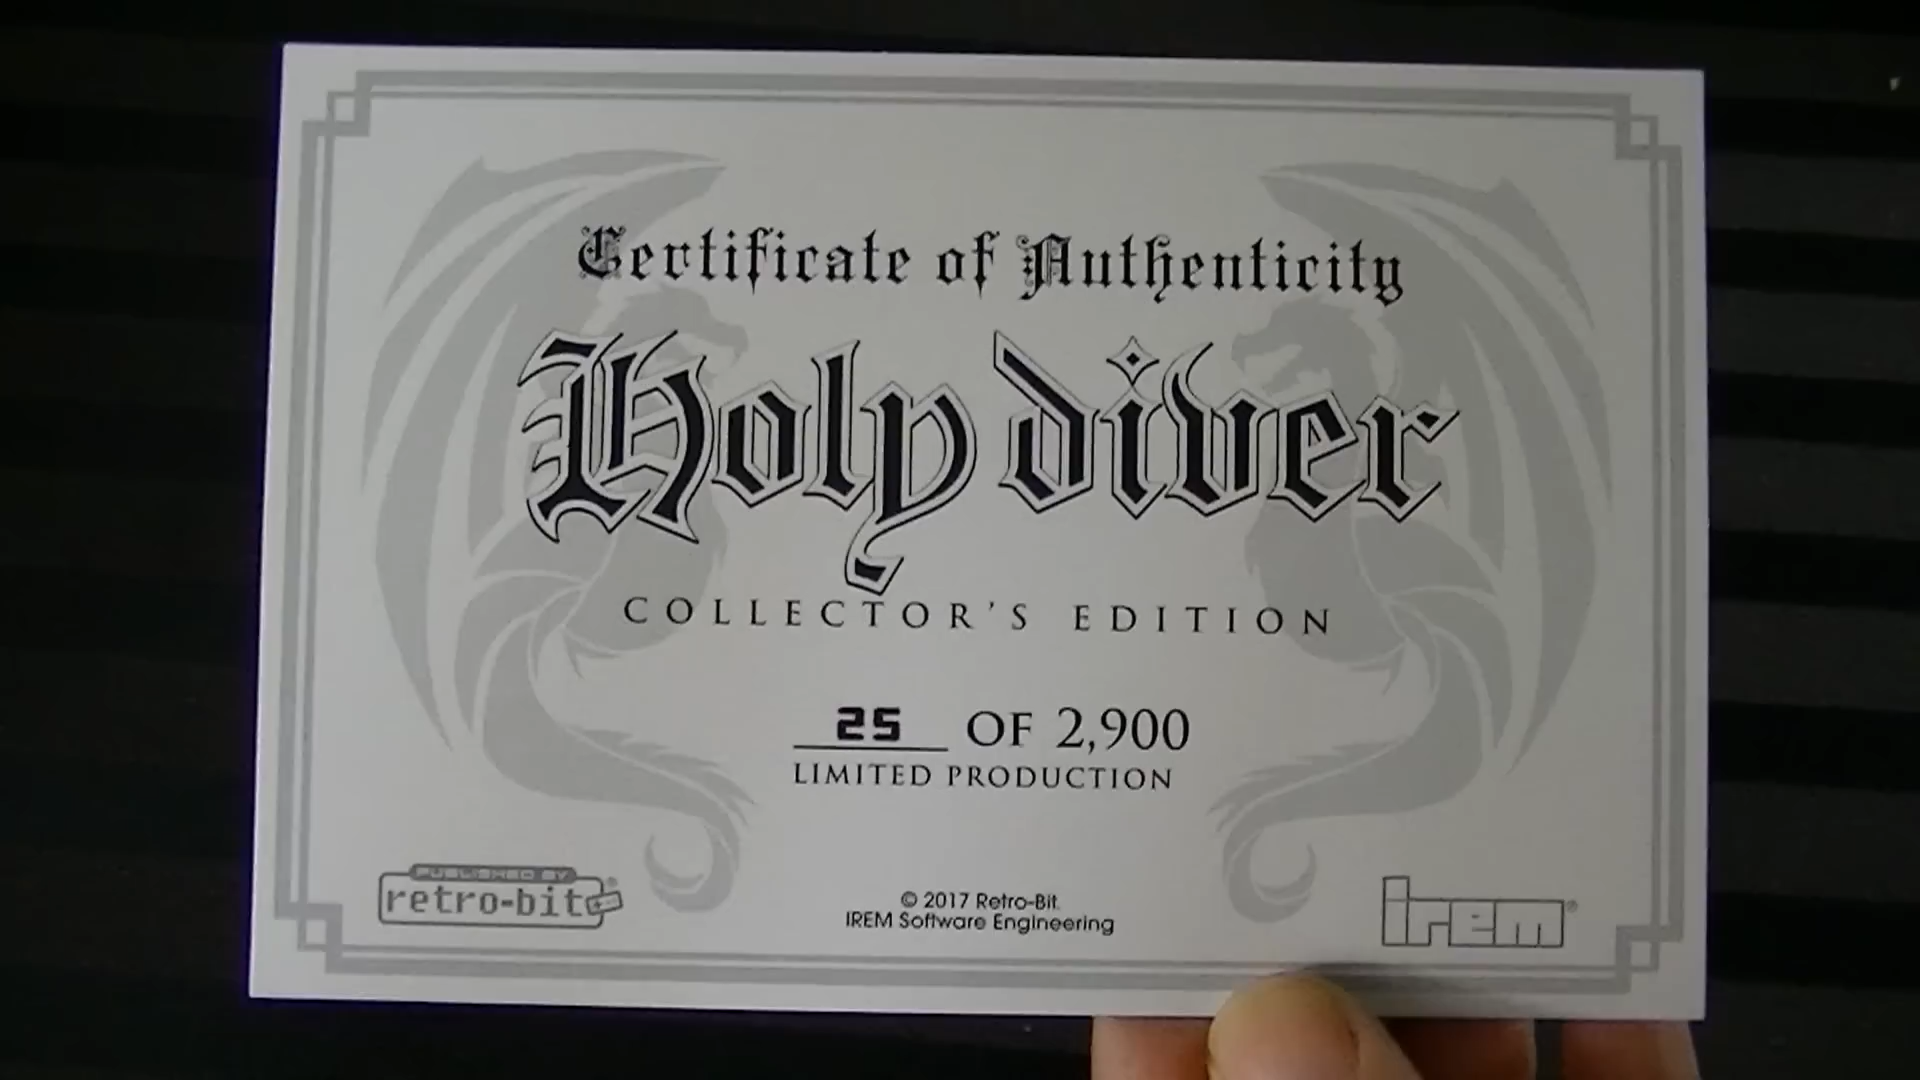 Certificate of Authenticity
Holy diver
COLLECTOR'S EDITION
25 OF 2,900
LIMITED PRODUCTION
PUBLISHED BY
retro-bit®
© 2017 Retro-Bit.
IREM Software Engineering
irem®